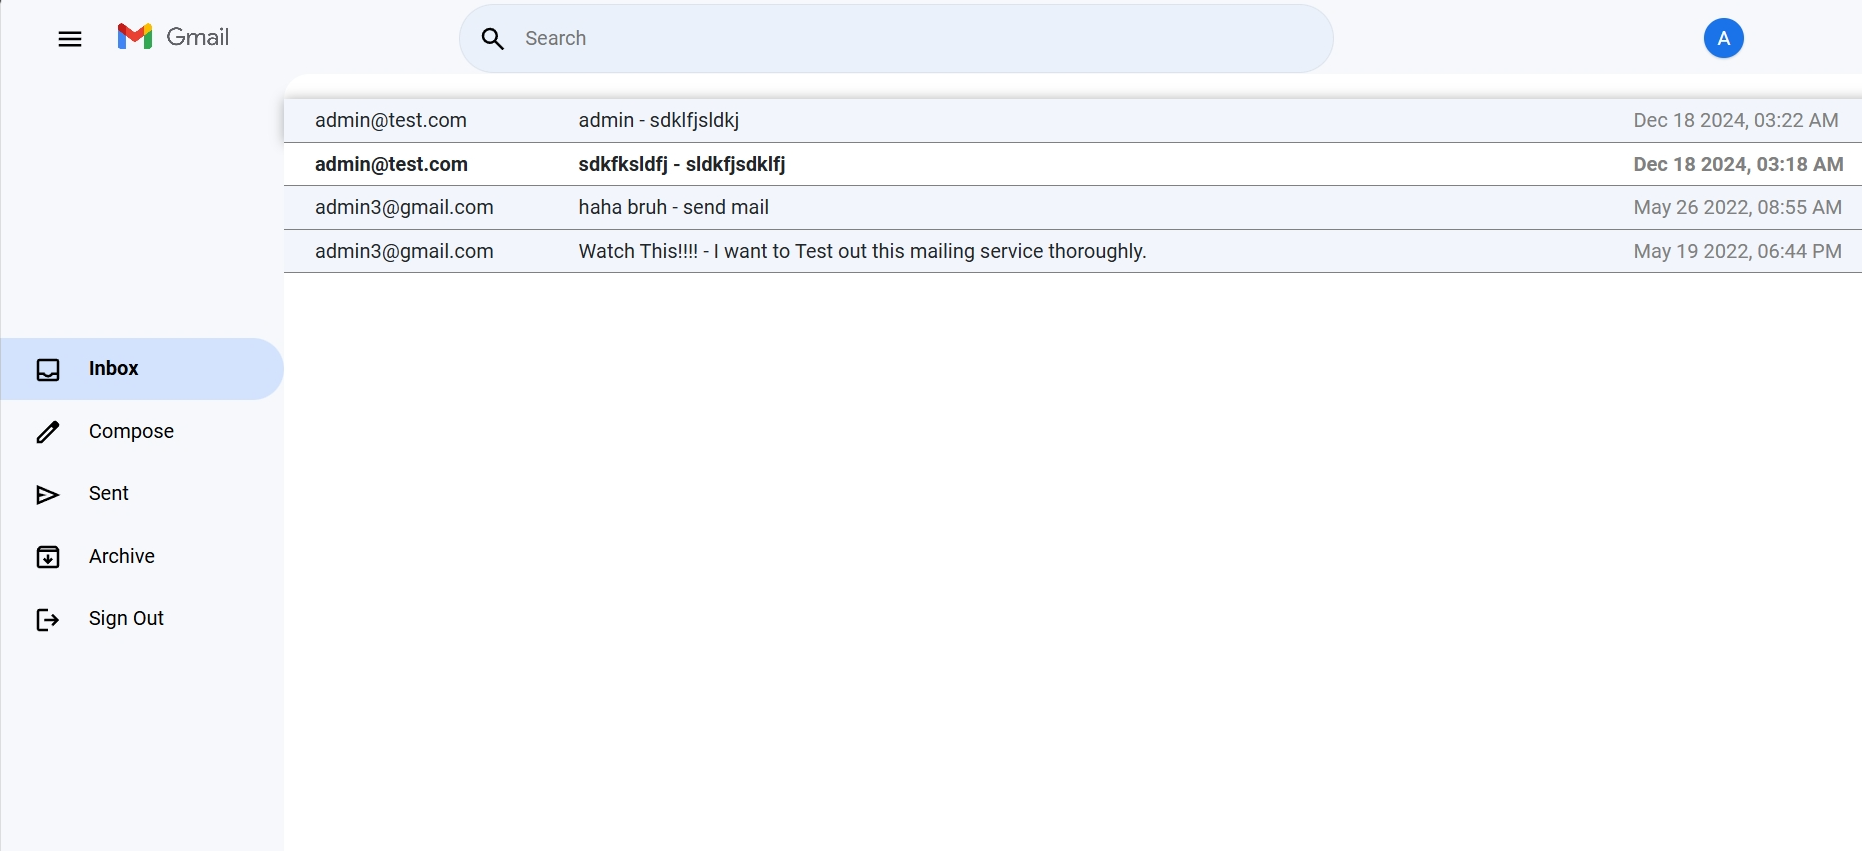 Gmail
Search
A
admin@test.com admin - sdklfjsldkj Dec 18 2024, 03:22 AM
admin@test.com sdkfksldfj - sldkfjsdklfj Dec 18 2024, 03:18 AM
admin3@gmail.com haha bruh - send mail May 26 2022, 08:55 AM
admin3@gmail.com Watch This!!!! - I want to Test out this mailing service thoroughly. May 19 2022, 06:44 PM
Inbox
Compose
Sent
Archive
Sign Out